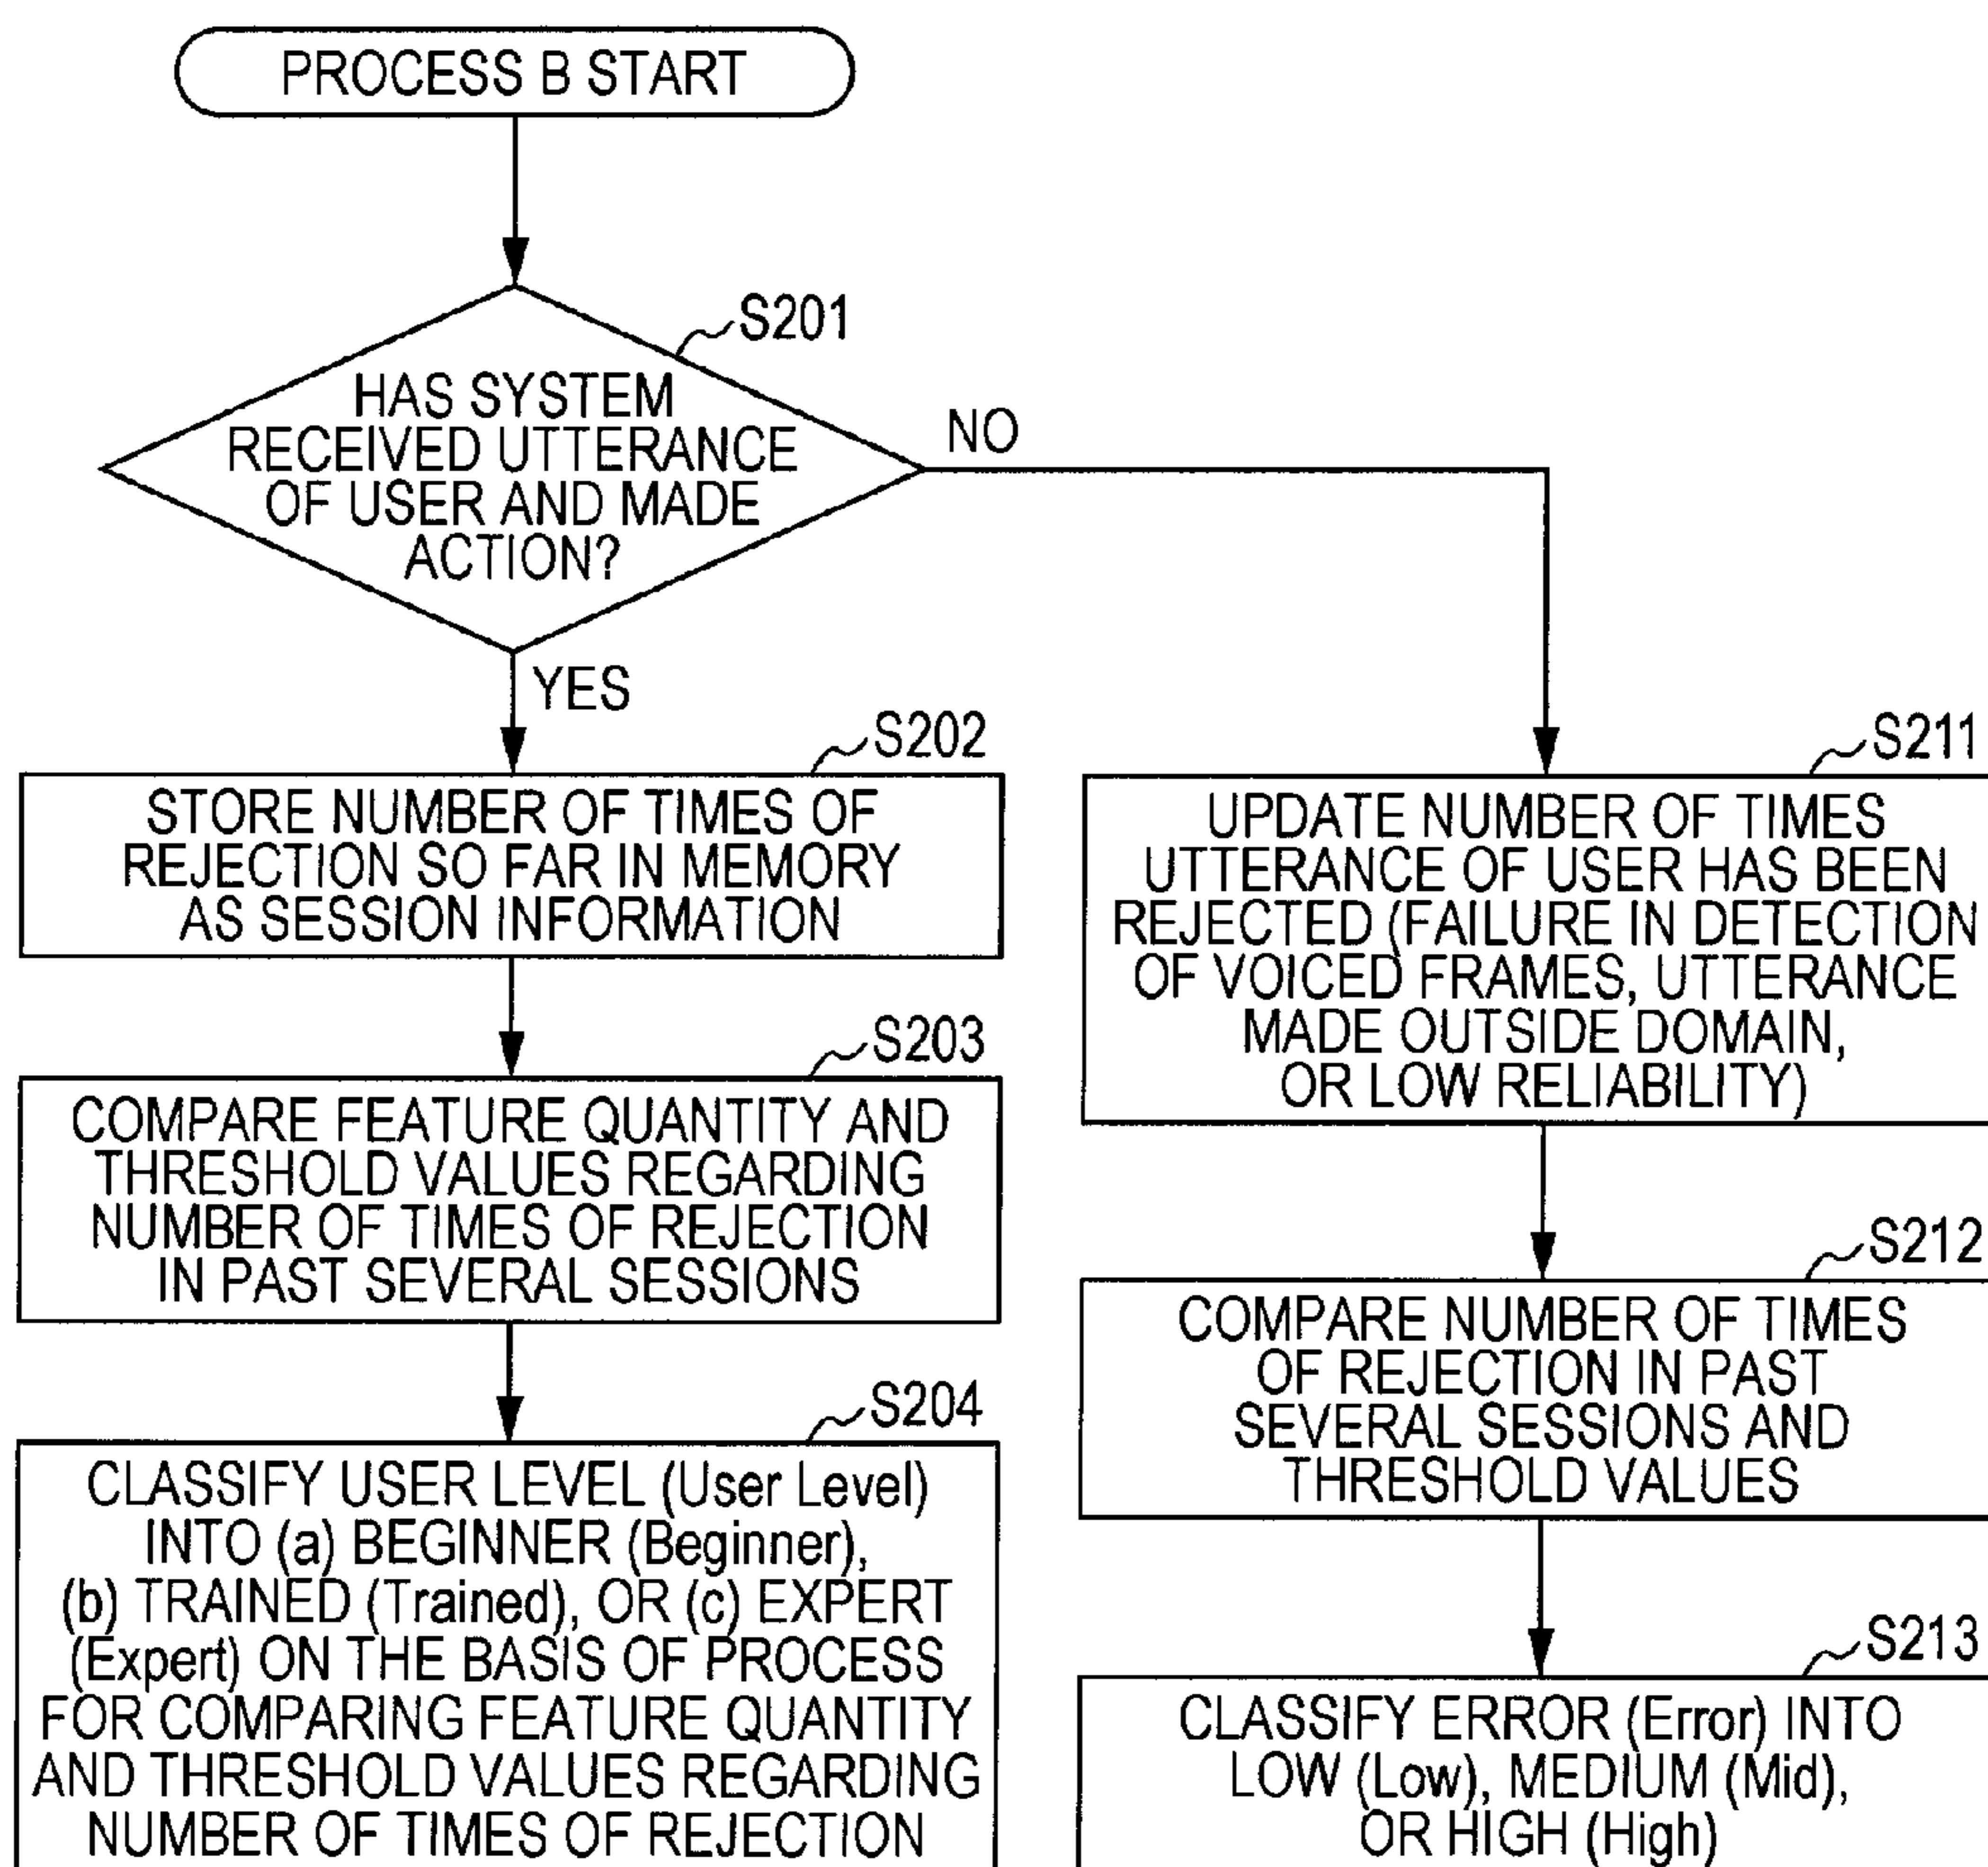 PROCESS B START
S201
HAS SYSTEM
RECEIVED UTTERANCE
OF USER AND MADE
ACTION?
NO
YES
S202
STORE NUMBER OF TIMES OF
REJECTION SO FAR IN MEMORY
AS SESSION INFORMATION
S203
COMPARE FEATURE QUANTITY AND
THRESHOLD VALUES REGARDING
NUMBER OF TIMES OF REJECTION
IN PAST SEVERAL SESSIONS
S204
CLASSIFY USER LEVEL (User Level)
INTO (a) BEGINNER (Beginner),
(b) TRAINED (Trained), OR (c) EXPERT
(Expert) ON THE BASIS OF PROCESS
FOR COMPARING FEATURE QUANTITY
AND THRESHOLD VALUES REGARDING
NUMBER OF TIMES OF REJECTION
S211
UPDATE NUMBER OF TIMES
UTTERANCE OF USER HAS BEEN
REJECTED (FAILURE IN DETECTION
OF VOICED FRAMES, UTTERANCE
MADE OUTSIDE DOMAIN,
OR LOW RELIABILITY)
S212
COMPARE NUMBER OF TIMES
OF REJECTION IN PAST
SEVERAL SESSIONS AND
THRESHOLD VALUES
S213
CLASSIFY ERROR (Error) INTO
LOW (Low), MEDIUM (Mid),
OR HIGH (High)